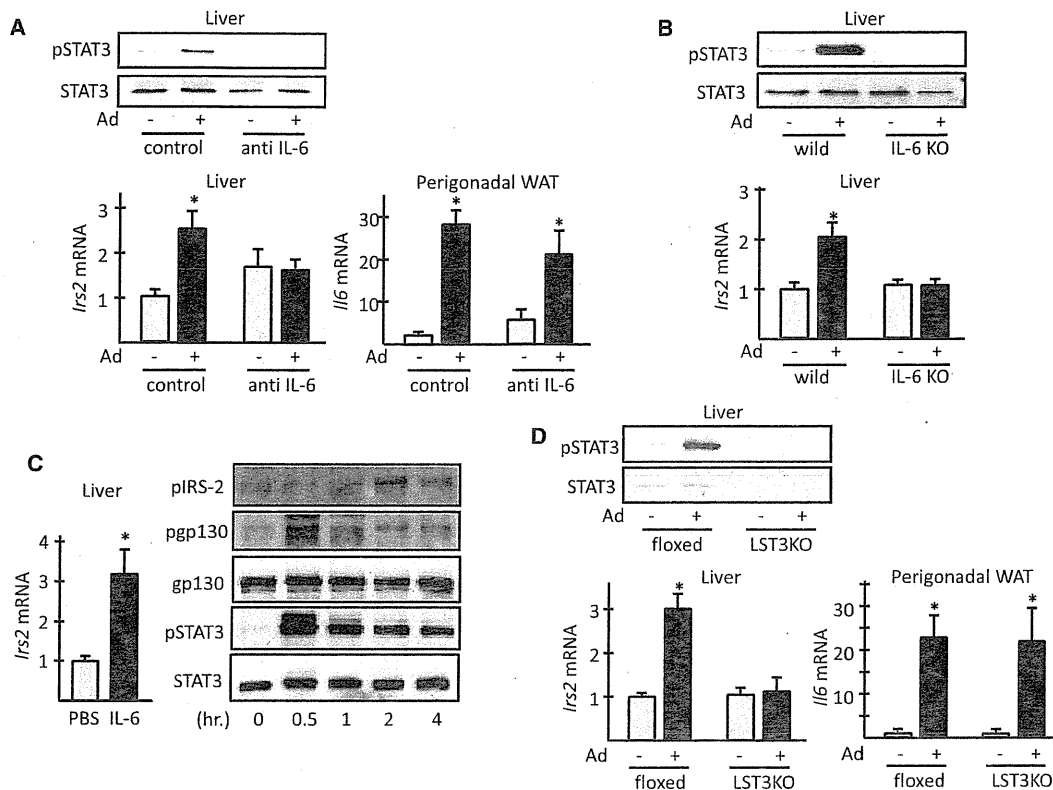 A
Liver
pSTAT3
STAT3
Ad - + - +
control anti IL-6
Liver
Irs2 mRNA
3
2
1
*
Ad - + - +
control anti IL-6
Perigonadal WAT
Il6 mRNA
30
20
10
* *
Ad - + - +
control anti IL-6
B
Liver
pSTAT3
STAT3
Ad - + - +
wild IL-6 KO
Liver
Irs2 mRNA
3
2
1
*
Ad - + - +
wild IL-6 KO
C
Liver
Irs2 mRNA
4
3
2
1
*
PBS IL-6
pIRS-2
pgp130
gp130
pSTAT3
STAT3
(hr.) 0 0.5 1 2 4
D
Liver
pSTAT3
STAT3
Ad - + - +
floxed LST3KO
Liver
Irs2 mRNA
3
2
1
*
Ad - + - +
floxed LST3KO
Perigonadal WAT
Il6 mRNA
30
20
10
* *
Ad - + - +
floxed LST3KO